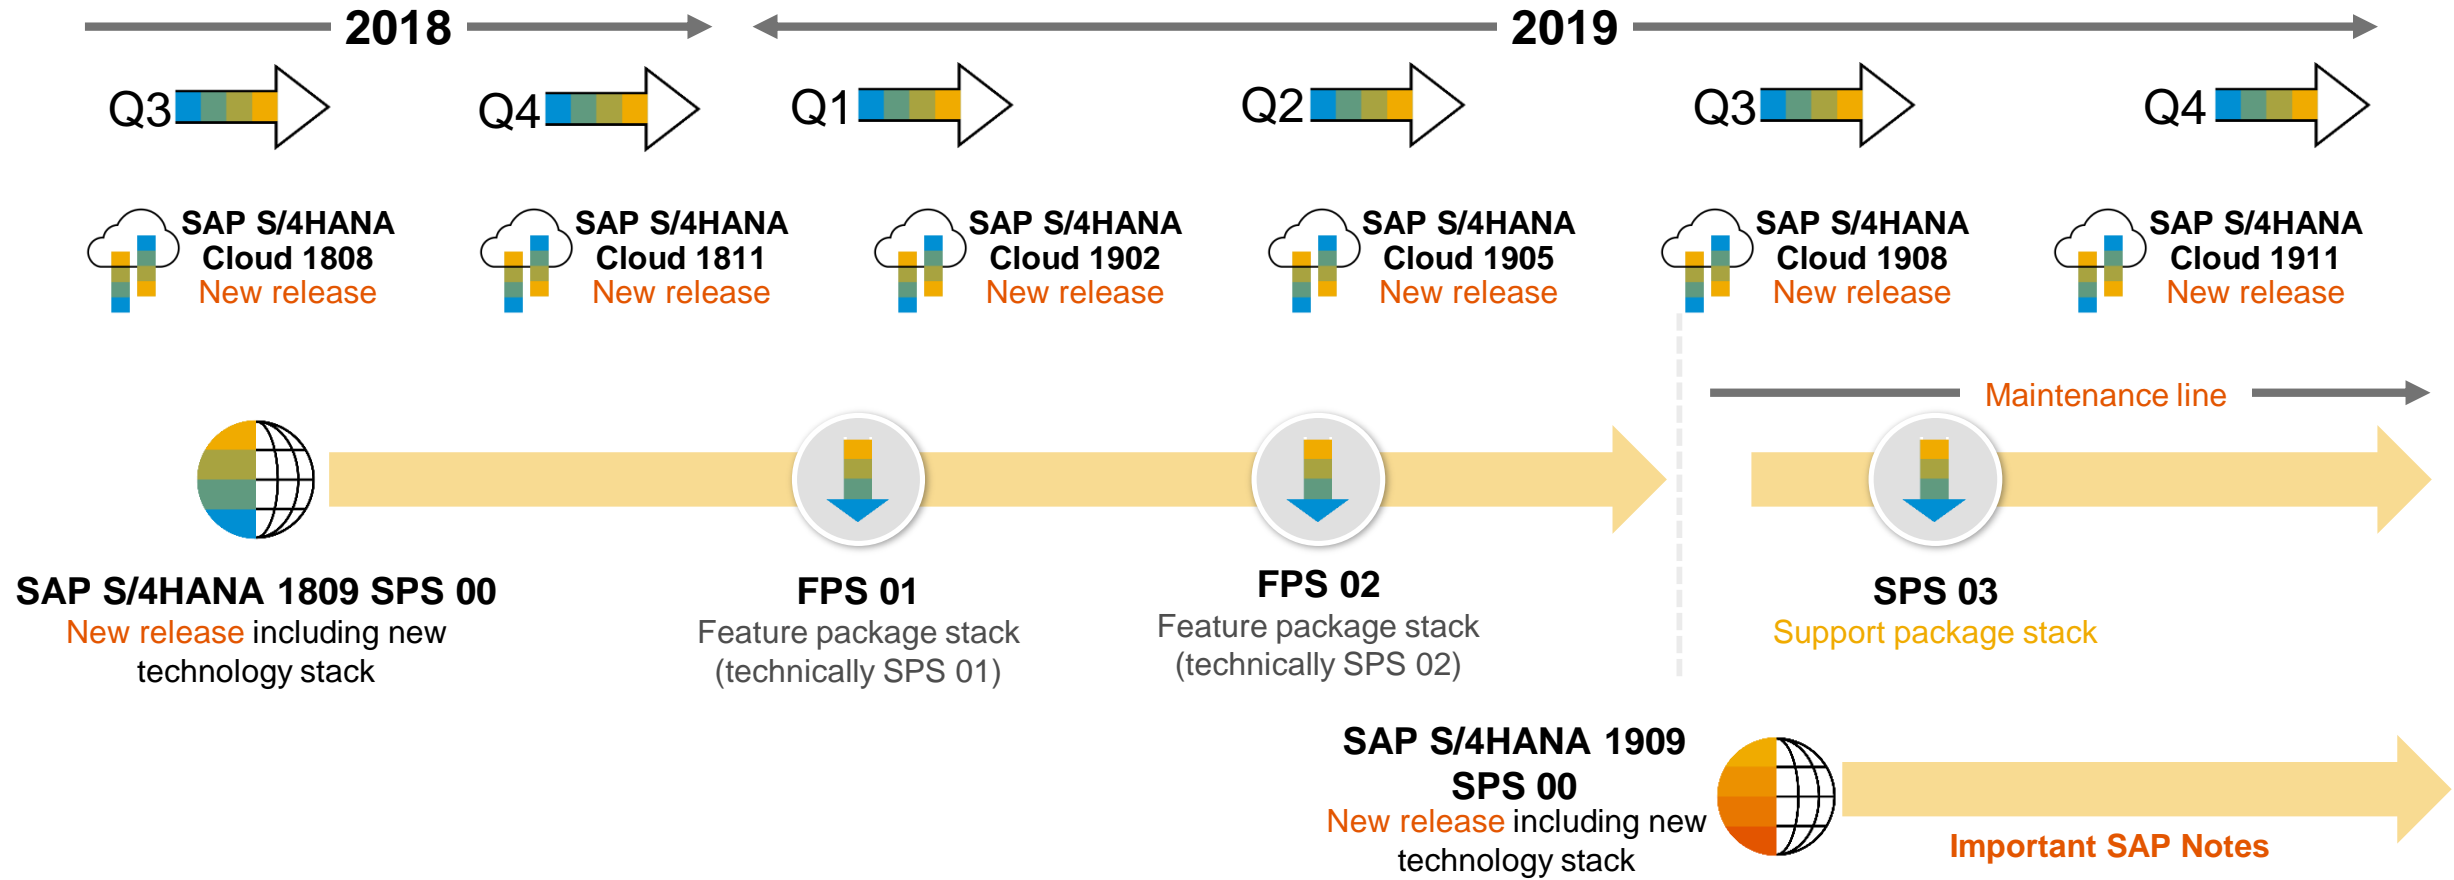 2018
2019
Q3
Q4
Q1
Q2
Q3
Q4
SAP S/4HANA
Cloud 1808
New release
SAP S/4HANA
Cloud 1811
New release
SAP S/4HANA
Cloud 1902
New release
SAP S/4HANA
Cloud 1905
New release
SAP S/4HANA
Cloud 1908
New release
SAP S/4HANA
Cloud 1911
New release
Maintenance line
SAP S/4HANA 1809 SPS 00
New release including new
technology stack
FPS 01
Feature package stack
(technically SPS 01)
FPS 02
Feature package stack
(technically SPS 02)
SPS 03
Support package stack
SAP S/4HANA 1909
SPS 00
New release including new
technology stack
Important SAP Notes